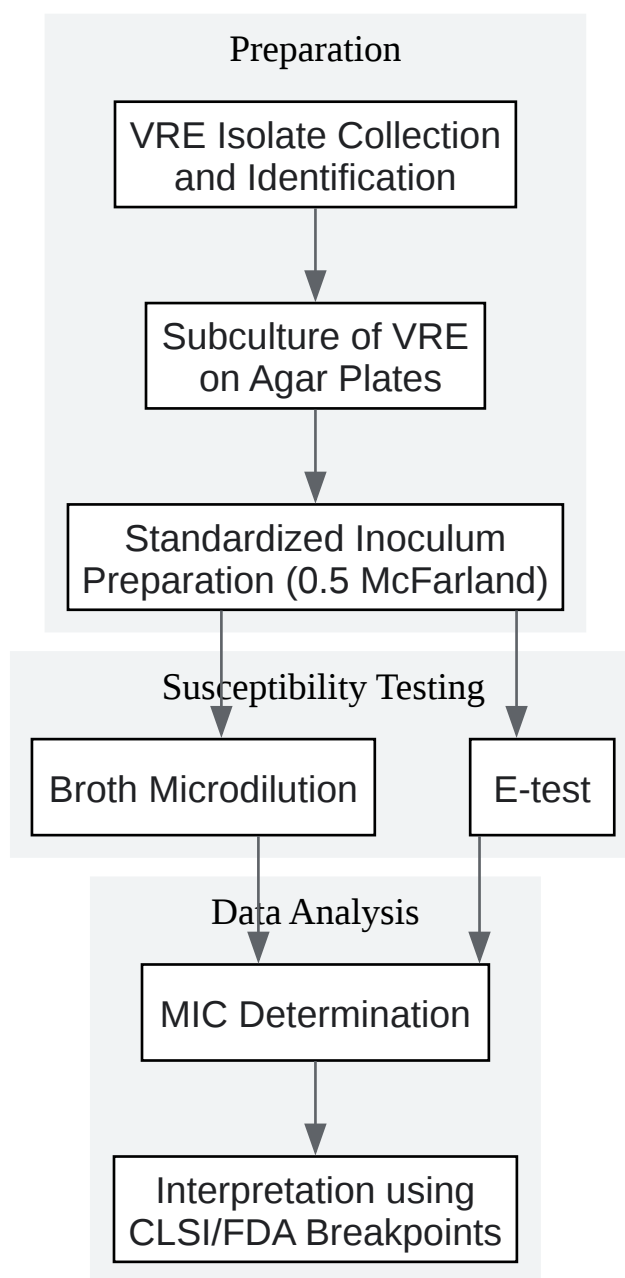 Preparation
VRE Isolate Collection
and Identification
Subculture of VRE
on Agar Plates
Standardized Inoculum
Preparation (0.5 McFarland)
Susceptibility Testing
Broth Microdilution
E-test
Data Analysis
MIC Determination
Interpretation using
CLSI/FDA Breakpoints